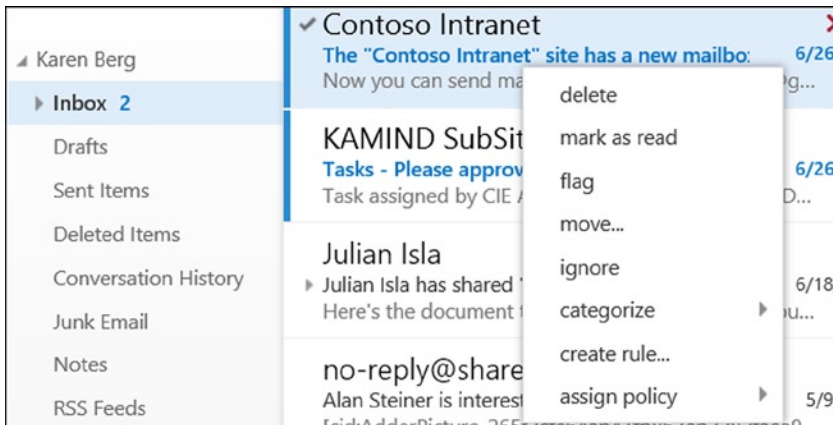 Karen Berg
Inbox 2
Drafts
Sent Items
Deleted Items
Conversation History
Junk Email
Notes
RSS Feeds
Contoso Intranet
The "Contoso Intranet" site has a new mailbo: 6/26
Now you can send
KAMIND SubSit
Tasks - Please approv 6/26
Task assigned by CIE
Julian Isla
Julian Isla has shared 6/18
Here's the document
no-reply@share
Alan Steiner is interest 5/9
delete
mark as read
flag
move...
ignore
categorize
create rule...
assign policy